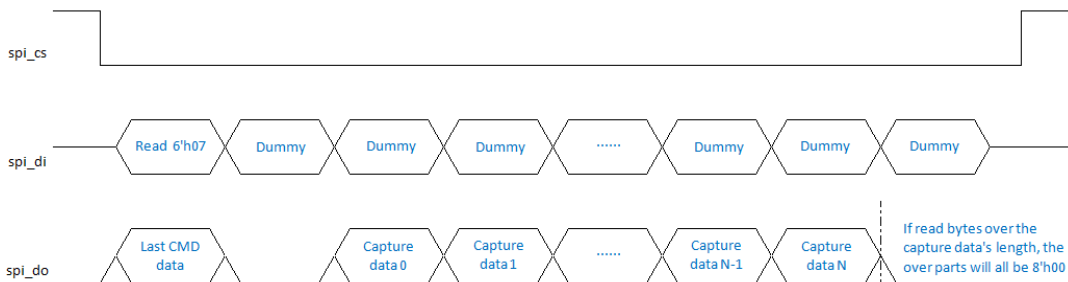 spi_cs
spi_di
Read 6'h07
Dummy
Dummy
Dummy
......
Dummy
Dummy
Dummy
spi_do
Last CMD
data
Capture
data 0
Capture
data 1
......
Capture
data N-1
Capture
data N
If read bytes over the
capture data's length, the
over parts will all be 8'h00